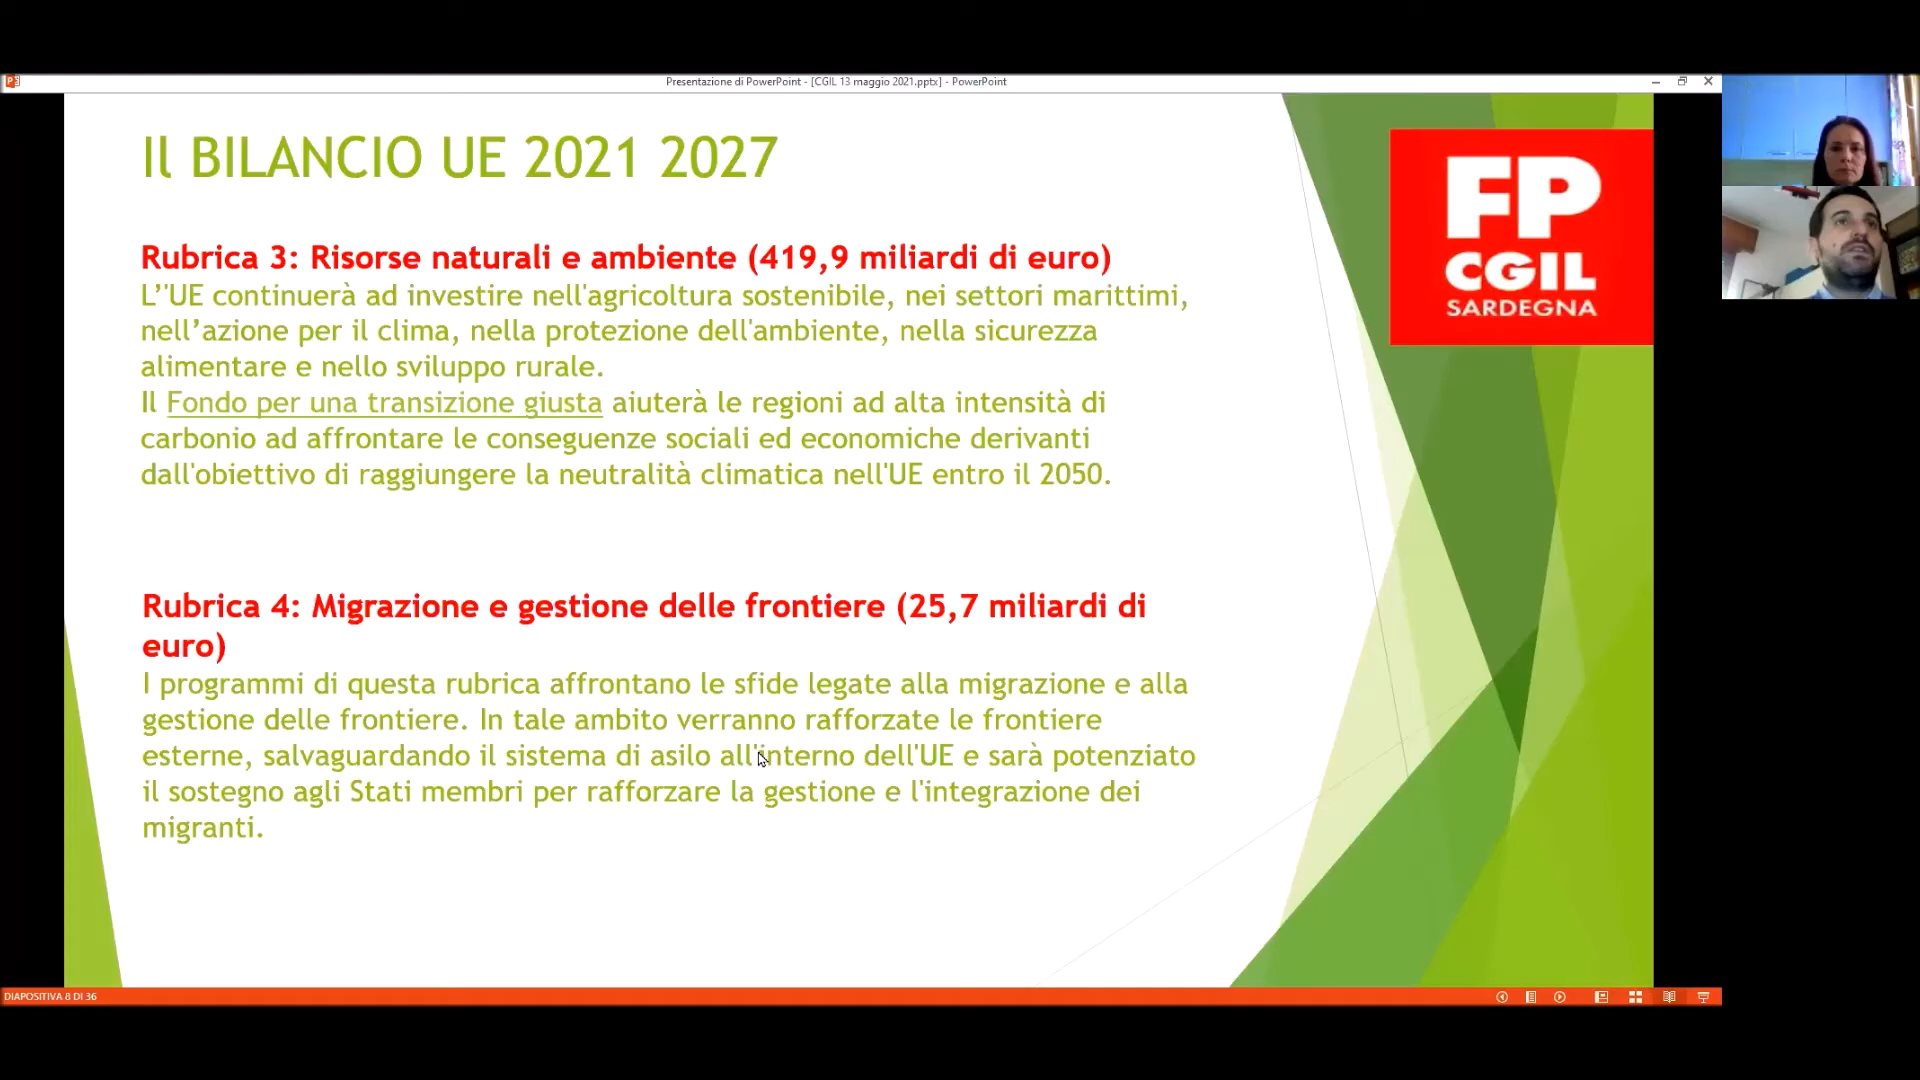 Presentazione di PowerPoint - [CGIL 13 maggio 2021.pptx] - PowerPoint
Il BILANCIO UE 2021 2027
FP
CGIL
SARDEGNA
Rubrica 3: Risorse naturali e ambiente (419,9 miliardi di euro)
L’'UE continuerà ad investire nell'agricoltura sostenibile, nei settori marittimi,
nell’azione per il clima, nella protezione dell'ambiente, nella sicurezza
alimentare e nello sviluppo rurale.
Il Fondo per una transizione giusta aiuterà le regioni ad alta intensità di
carbonio ad affrontare le conseguenze sociali ed economiche derivanti
dall'obiettivo di raggiungere la neutralità climatica nell'UE entro il 2050.
Rubrica 4: Migrazione e gestione delle frontiere (25,7 miliardi di
euro)
I programmi di questa rubrica affrontano le sfide legate alla migrazione e alla
gestione delle frontiere. In tale ambito verranno rafforzate le frontiere
esterne, salvaguardando il sistema di asilo all'interno dell'UE e sarà potenziato
il sostegno agli Stati membri per rafforzare la gestione e l'integrazione dei
migranti.
DIAPOSITIVA 8 DI 36